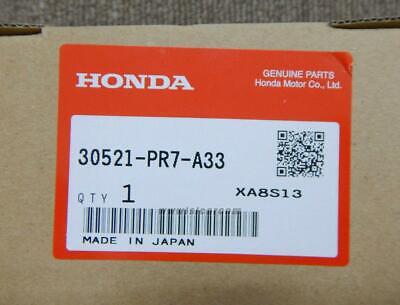 HONDA
GENUINE PARTS
Honda Motor Co., Ltd.
30521-PR7-A33
QTY 1
XA8S13
MADE IN JAPAN